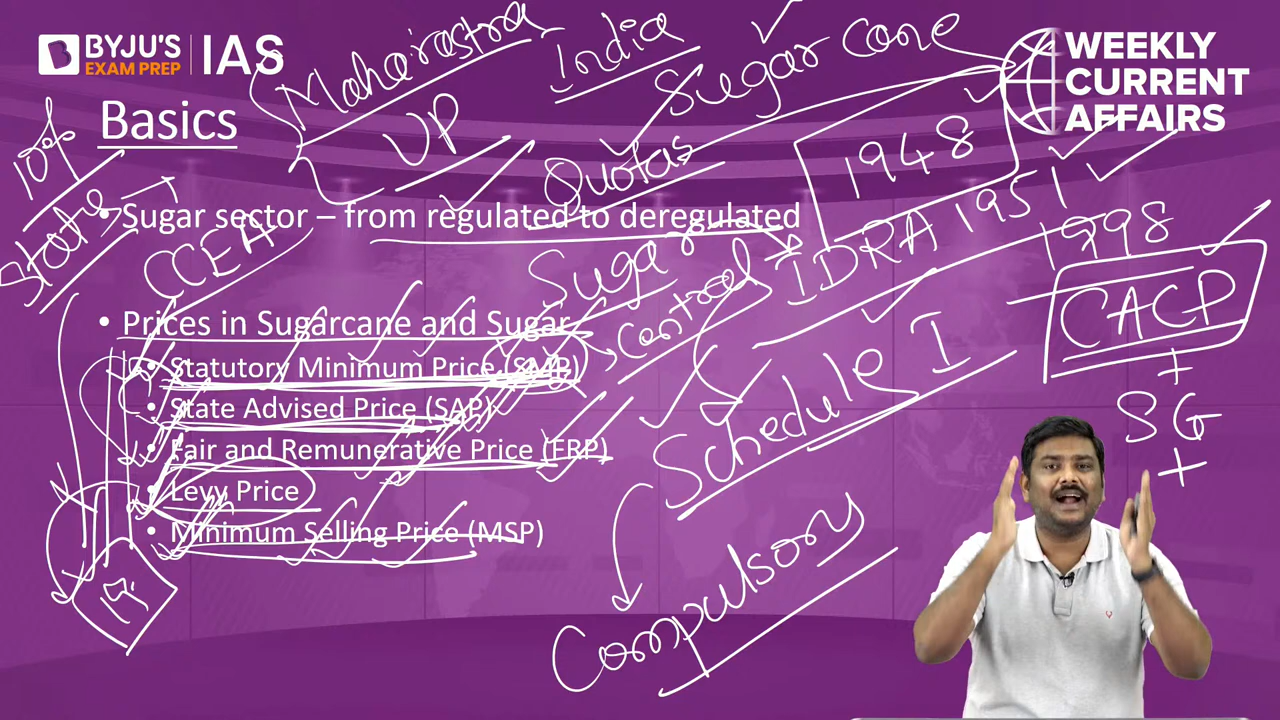 BYJU'S
EXAM PREP
IAS
WEEKLY
CURRENT
AFFAIRS
Maharastra
India
Sugar cane
UP
Quotas
1948
Basics
10%
State
IDRA 1951
1998
• Sugar sector – from regulated to deregulated
CCEA
Sugar
Central
CACP
+
SG
+
• Prices in Sugarcane and Sugar
• Statutory Minimum Price (SMP)
• State Advised Price (SAP)
• Fair and Remunerative Price (FRP)
• Levy Price
• Minimum Selling Price (MSP)
Schedule I
Compulsory